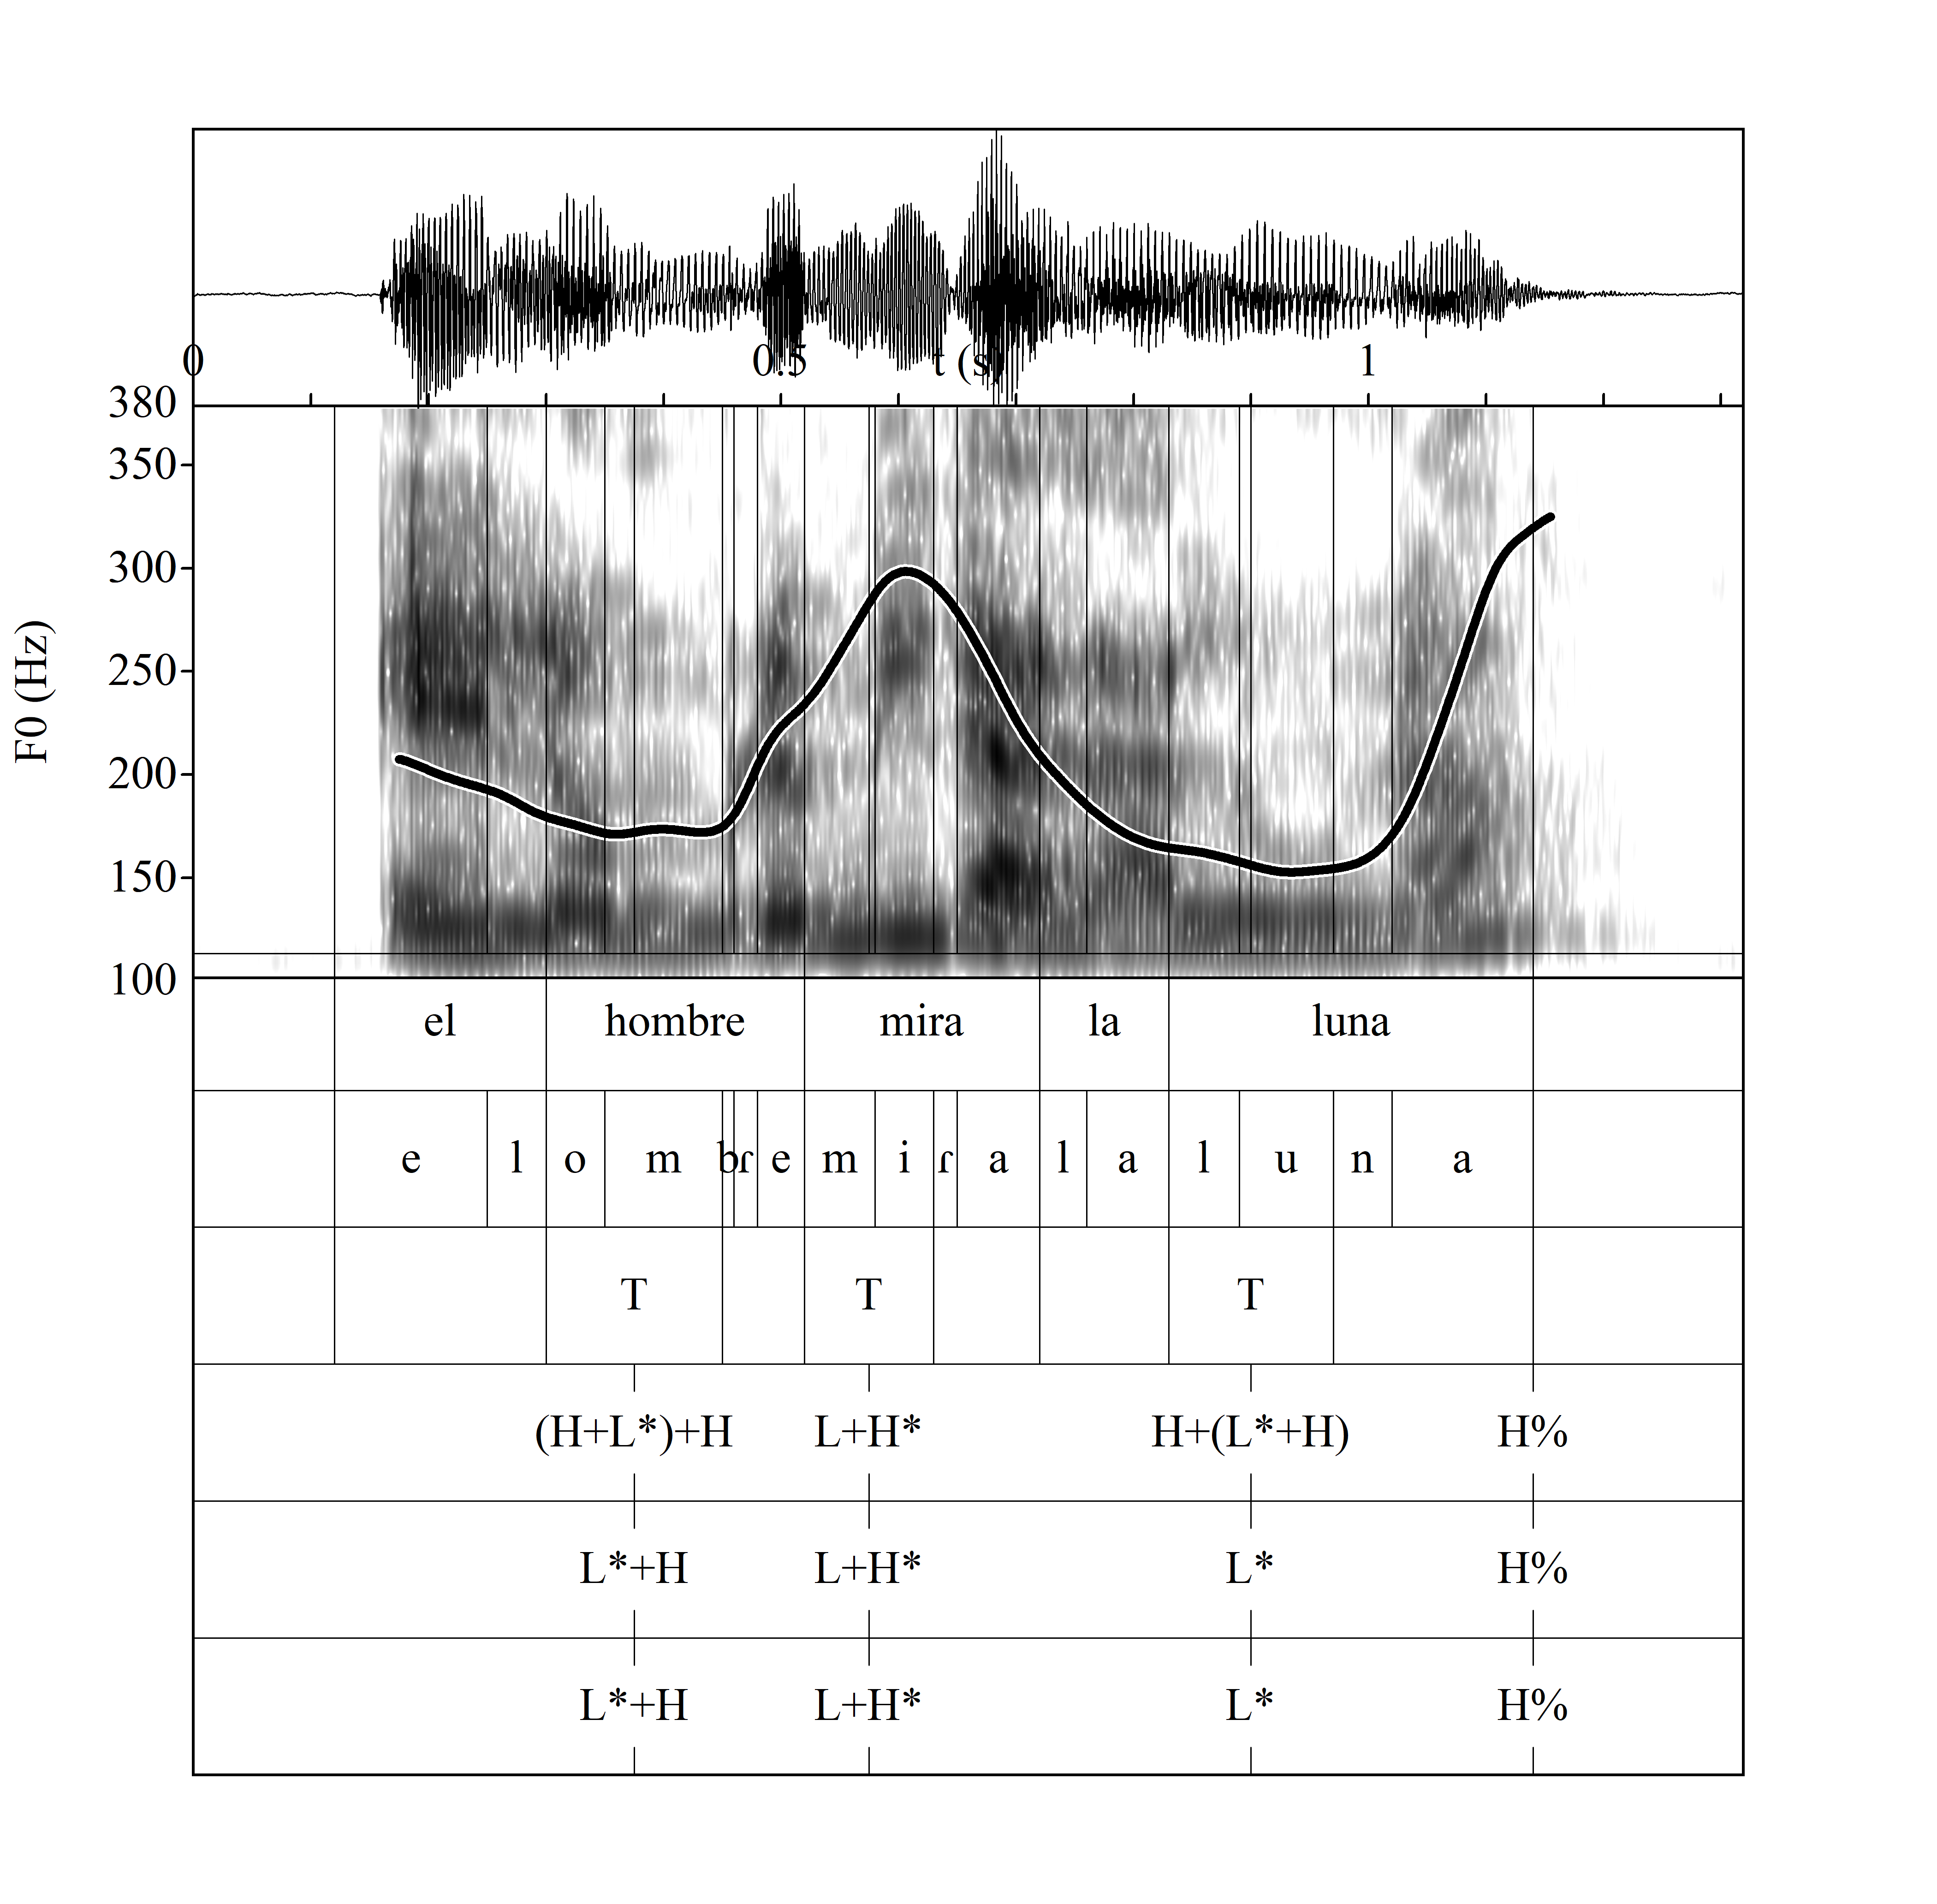 0 0.5 t (s) 1
380
350
300
250
200
150
100
F0 (Hz)
el hombre mira la luna
e l o m b ɾ e m i ɾ a l a l u n a
T T T
(H+L*)+H L+H* H+(L*+H) H%
L*+H L+H* L* H%
L*+H L+H* L* H%